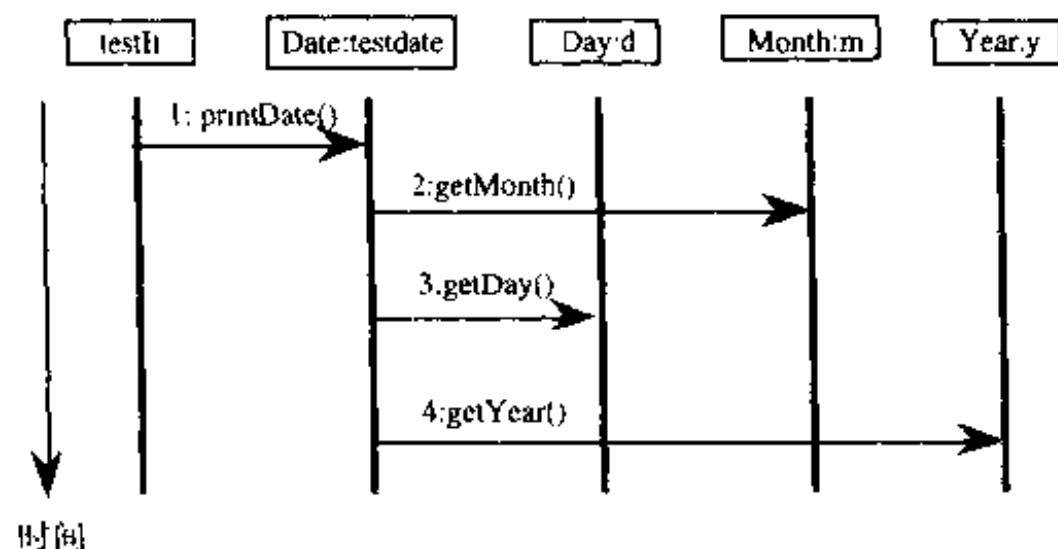 testIt
Date:testdate
Day:d
Month:m
Year:y
1: printDate()
2:getMonth()
3.getDay()
4:getYear()
时间